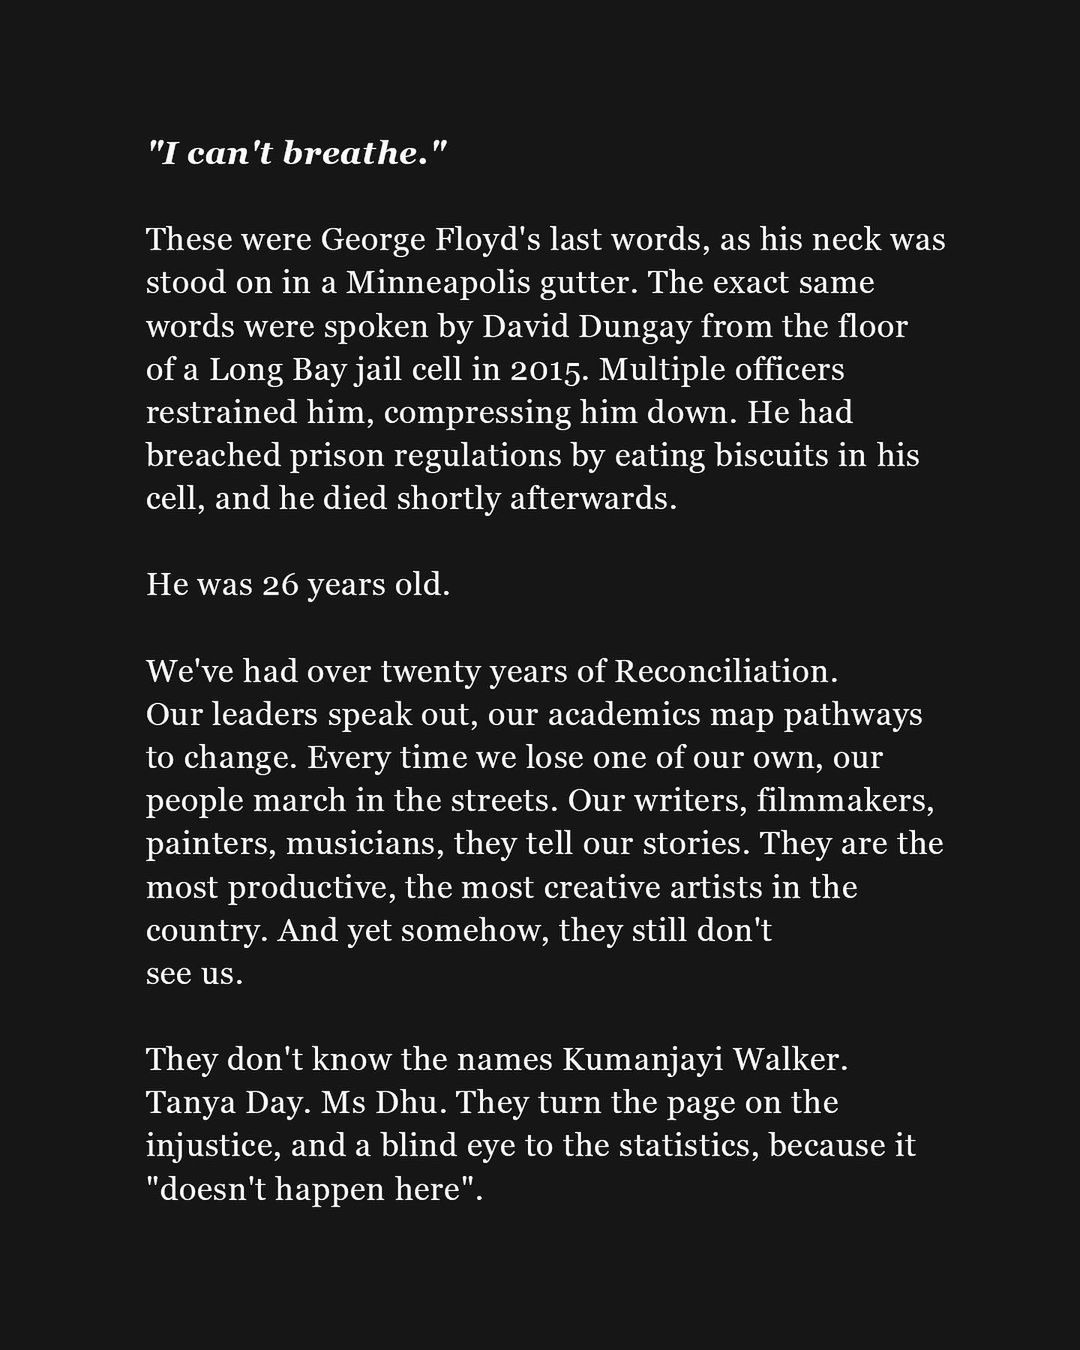 "I can't breathe."
These were George Floyd's last words, as his neck was
stood on in a Minneapolis gutter. The exact same
words were spoken by David Dungay from the floor
of a Long Bay jail cell in 2015. Multiple officers
restrained him, compressing him down. He had
breached prison regulations by eating biscuits in his
cell, and he died shortly afterwards.
He was 26 years old.
We've had over twenty years of Reconciliation.
Our leaders speak out, our academics map pathways
to change. Every time we lose one of our own, our
people march in the streets. Our writers, filmmakers,
painters, musicians, they tell our stories. They are the
most productive, the most creative artists in the
country. And yet somehow, they still don't
see us.
They don't know the names Kumanjayi Walker.
Tanya Day. Ms Dhu. They turn the page on the
injustice, and a blind eye to the statistics, because it
"doesn't happen here".